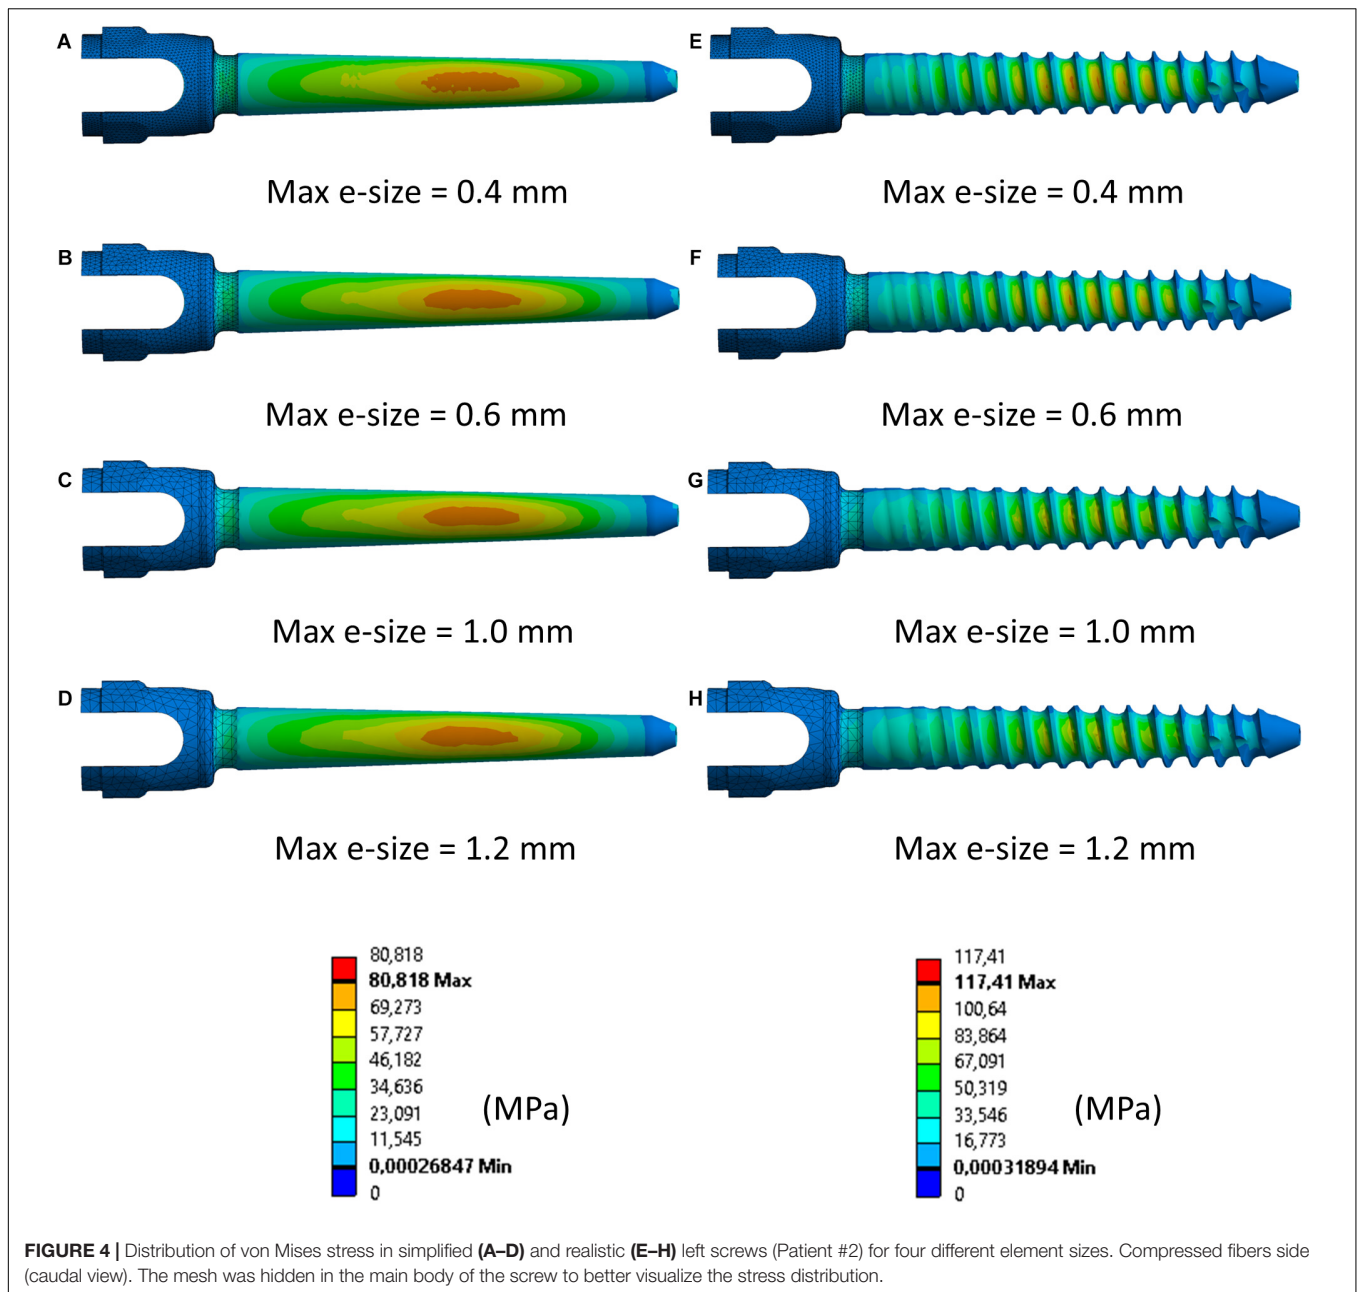 A
E
Max e-size = 0.4 mm
Max e-size = 0.4 mm
B
F
Max e-size = 0.6 mm
Max e-size = 0.6 mm
C
G
Max e-size = 1.0 mm
Max e-size = 1.0 mm
D
H
Max e-size = 1.2 mm
Max e-size = 1.2 mm
80,818
80,818 Max
69,273
57,727
46,182
34,636
23,091
11,545
0,00026847 Min
0
(MPa)
117,41
117,41 Max
100,64
83,864
67,091
50,319
33,546
16,773
0,00031894 Min
0
(MPa)
FIGURE 4 | Distribution of von Mises stress in simplified (A–D) and realistic (E–H) left screws (Patient #2) for four different element sizes. Compressed fibers side
(caudal view). The mesh was hidden in the main body of the screw to better visualize the stress distribution.